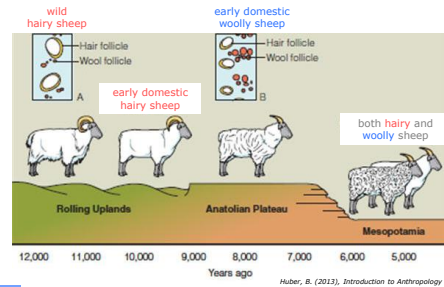 wild
hairy sheep
early domestic
woolly sheep
Hair follicle
Wool follicle
A
Hair follicle
Wool follicle
B
early domestic
hairy sheep
both hairy and
woolly sheep
Rolling Uplands
Anatolian Plateau
Mesopotamia
12,000 11,000 10,000 9,000 8,000 7,000 6,000 5,000
Years ago
Huber, B. (2013), Introduction to Anthropology